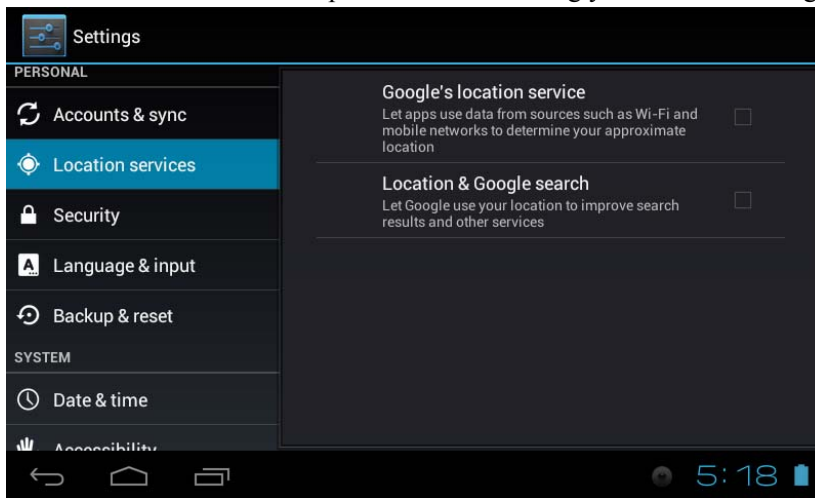 Settings
PERSONAL
Accounts & sync
Location services
Security
Language & input
Backup & reset
SYSTEM
Date & time
Accessibility
Google's location service
Let apps use data from sources such as Wi-Fi and
mobile networks to determine your approximate
location
Location & Google search
Let Google use your location to improve search
results and other services
5:18